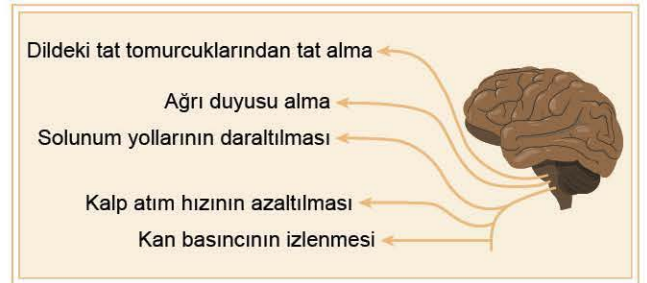 Dildeki tat tomurcuklarından tat alma
Ağrı duyusu alma
Solunum yollarının daraltılması
Kalp atım hızının azaltılması
Kan basıncının izlenmesi